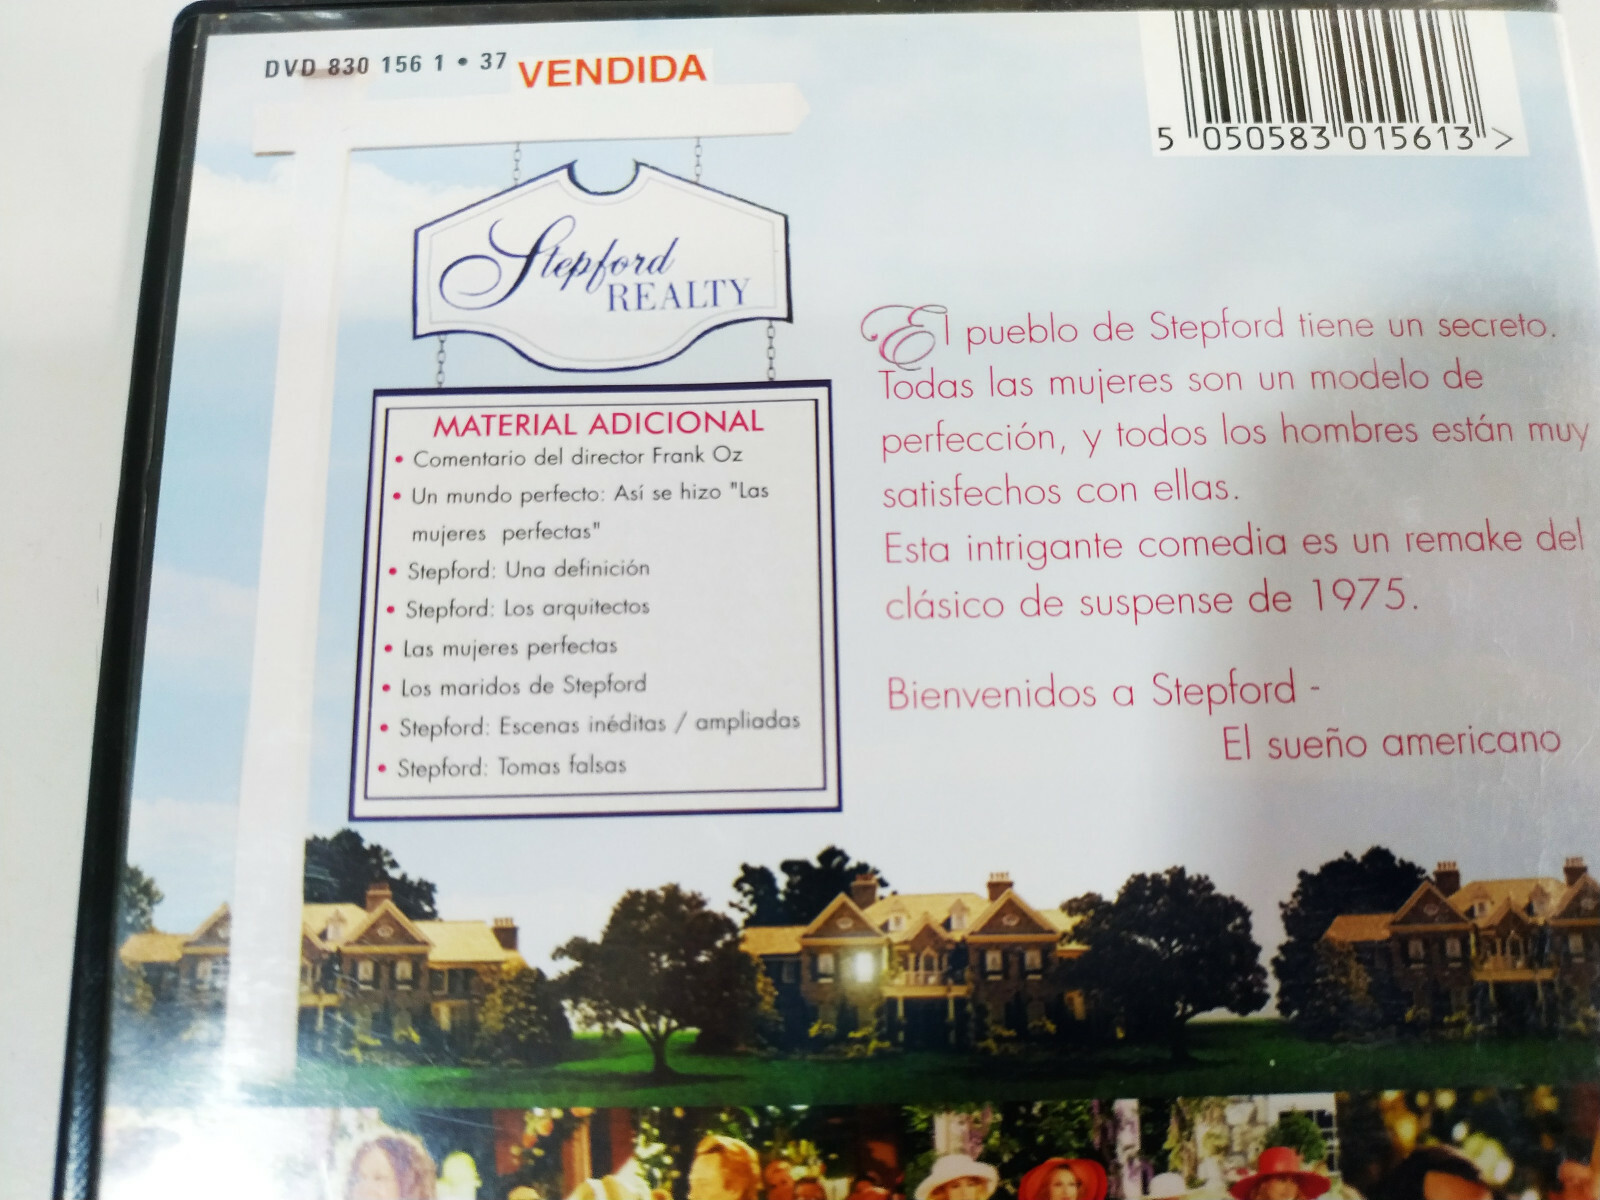 DVD 830 156 1 • 37
VENDIDA
5 050583 015613 >
Stepford
REALTY
MATERIAL ADICIONAL
• Comentario del director Frank Oz
• Un mundo perfecto: Así se hizo "Las
mujeres perfectas"
• Stepford: Una definición
• Stepford: Los arquitectos
• Las mujeres perfectas
• Los maridos de Stepford
• Stepford: Escenas inéditas / ampliadas
• Stepford: Tomas falsas
El pueblo de Stepford tiene un secreto.
Todas las mujeres son un modelo de
perfección, y todos los hombres están muy
satisfechos con ellas.
Esta intrigante comedia es un remake del
clásico de suspense de 1975.
Bienvenidos a Stepford -
El sueño americano